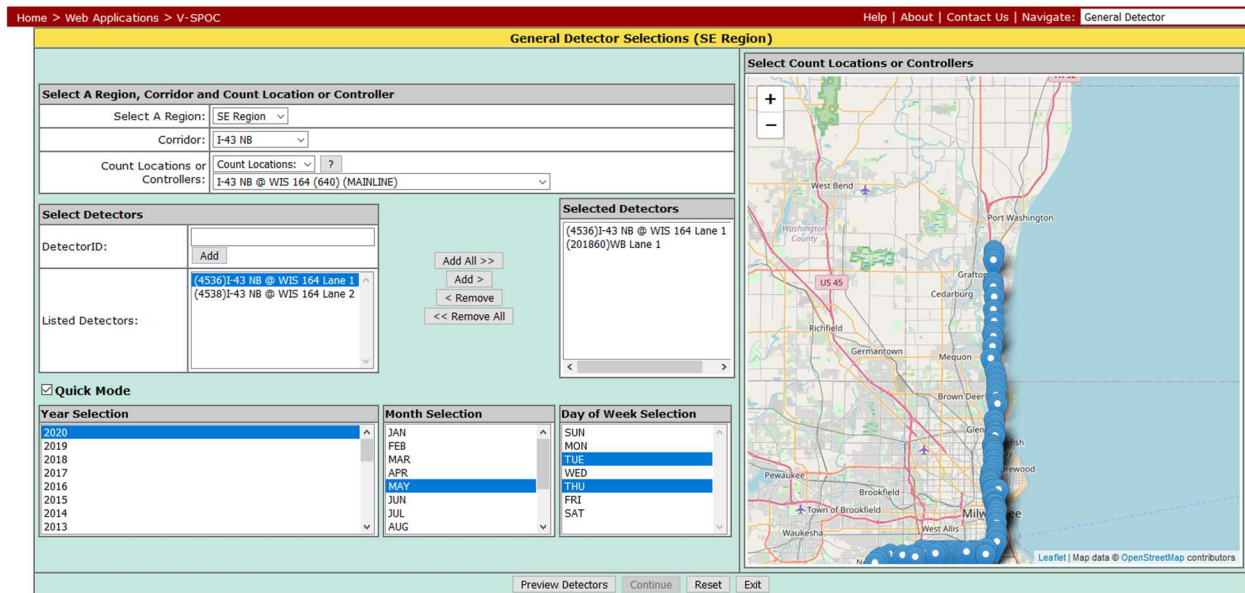 Home > Web Applications > V-SPOC
Help | About | Contact Us | Navigate: General Detector
General Detector Selections (SE Region)
Select A Region, Corridor and Count Location or Controller
Select A Region: SE Region
Corridor: I-43 NB
Count Locations or Controllers: Count Locations: ?
I-43 NB @ WIS 164 (640) (MAINLINE)
Select Detectors
DetectorID:
Add
Listed Detectors:
(4536)I-43 NB @ WIS 164 Lane 1
(4538)I-43 NB @ WIS 164 Lane 2
Add All >>
Add >
< Remove
<< Remove All
Selected Detectors
(4536)I-43 NB @ WIS 164 Lane 1
(201860)WB Lane 1
Quick Mode
Year Selection
2020
2019
2018
2017
2016
2015
2014
2013
Month Selection
JAN
FEB
MAR
APR
MAY
JUN
JUL
AUG
Day of Week Selection
SUN
MON
TUE
WED
THU
FRI
SAT
Select Count Locations or Controllers
+
−
West Bend
Port Washington
Washington County
US 45
Grafton
Cedarburg
Richfield
Germantown
Mequon
Brown Deer
Glen
Pewaukee
Brookfield
Town of Brookfield
Milw
West Allis
Waukesha
Leaflet | Map data © OpenStreetMap contributors
Preview Detectors
Continue
Reset
Exit